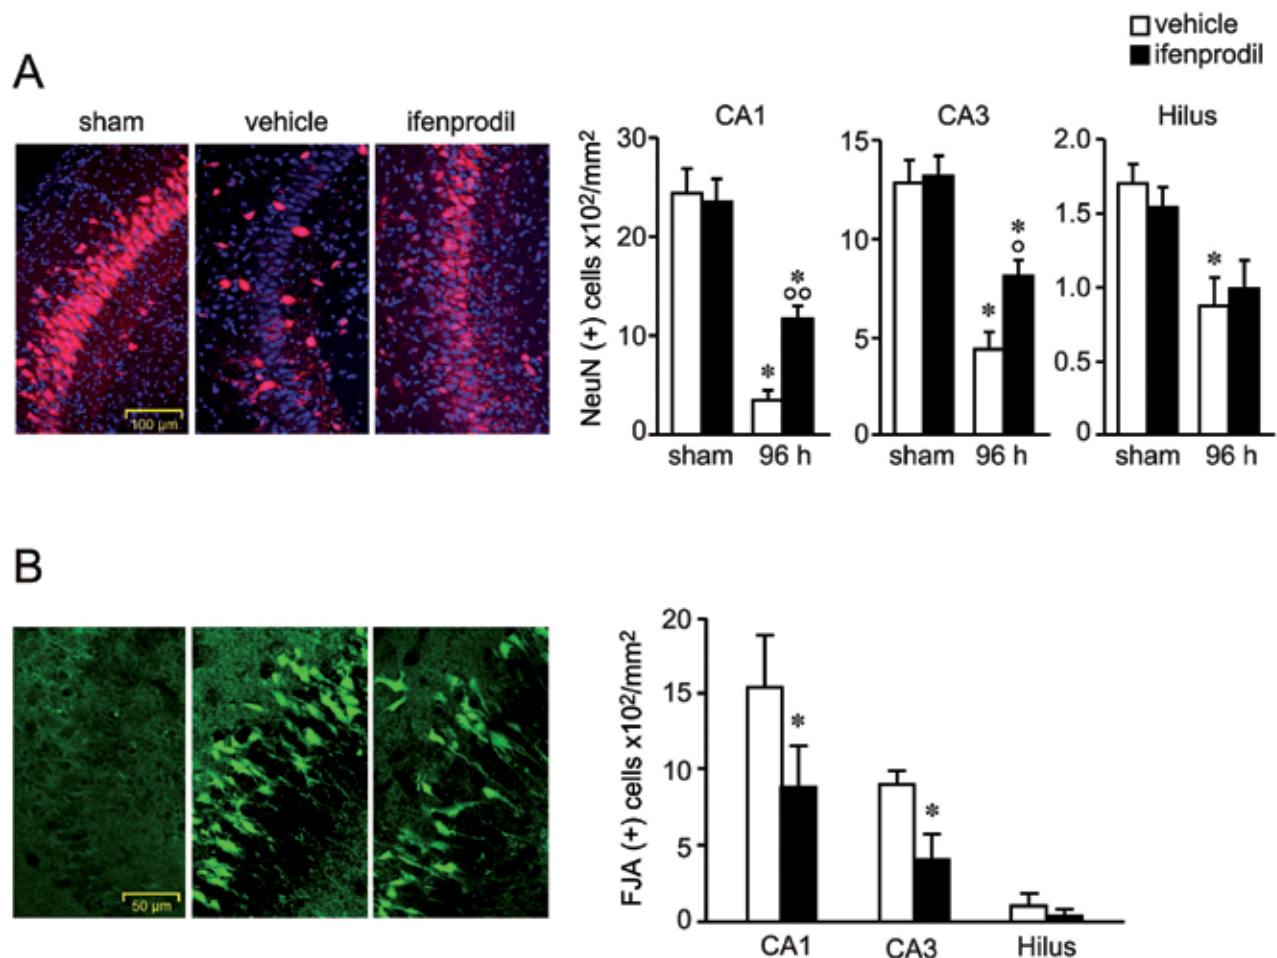 vehicle
ifenprodil
A
sham vehicle ifenprodil
100 µm
CA1
NeuN (+) cells x10²/mm²
30
20
10
0
*
*
°°
sham 96 h
CA3
15
10
5
0
*
*
°
sham 96 h
Hilus
2.0
1.5
1.0
0.5
0
*
sham 96 h
B
50 µm
FJA (+) cells x10²/mm²
20
15
10
5
0
*
*
CA1 CA3 Hilus